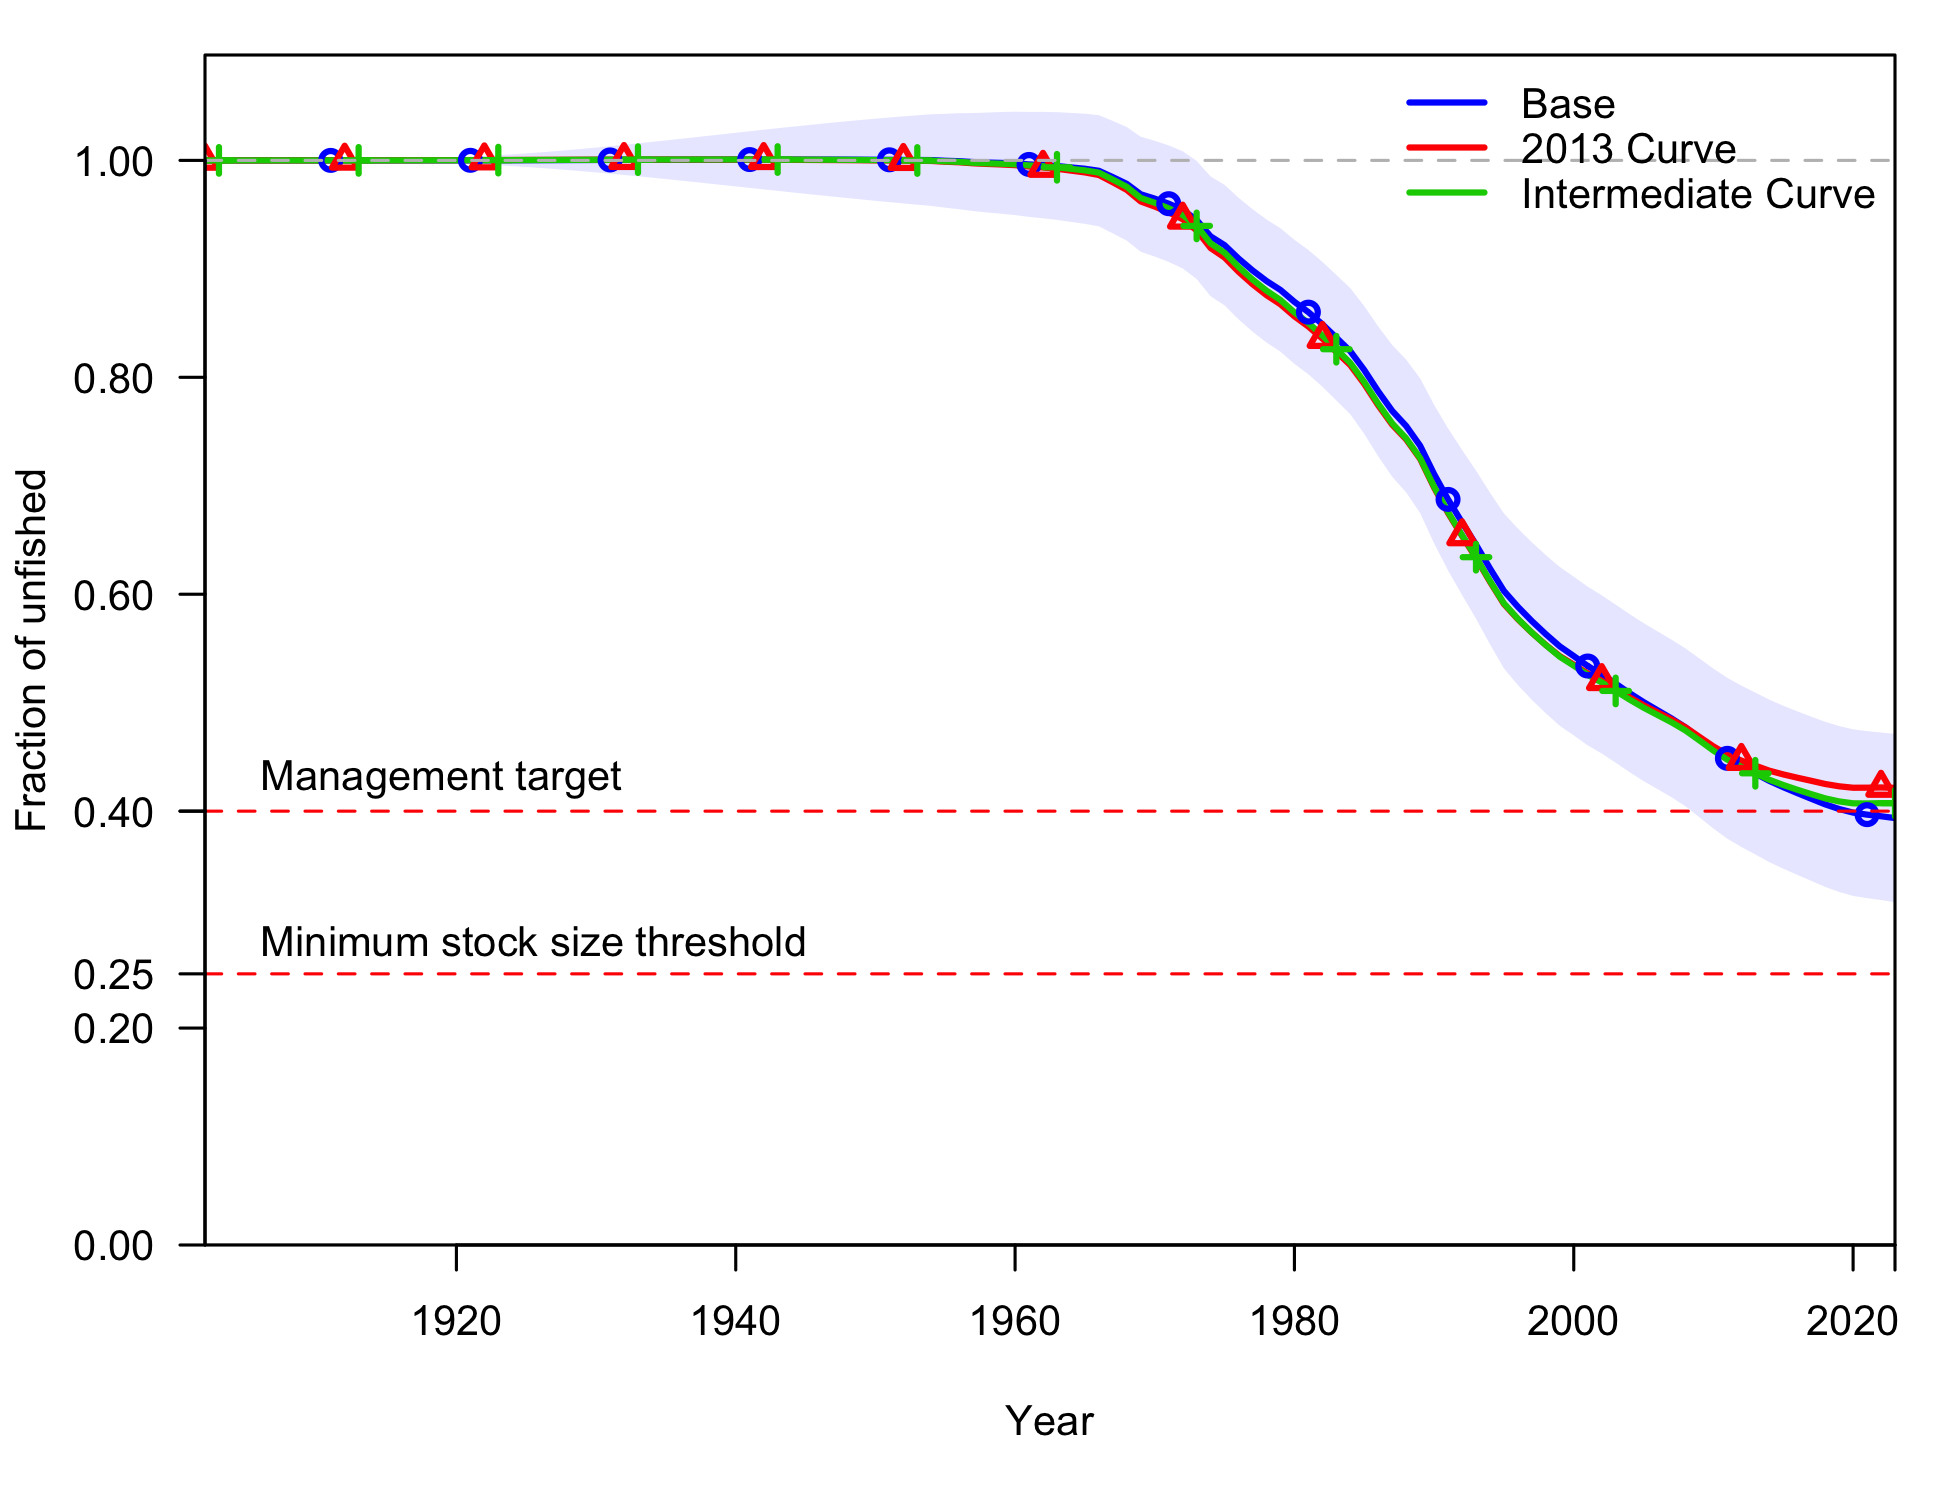 Base
2013 Curve
Intermediate Curve
1.00
0.80
0.60
0.40
0.25
0.20
0.00
Fraction of unfished
Management target
Minimum stock size threshold
1920
1940
1960
1980
2000
2020
Year